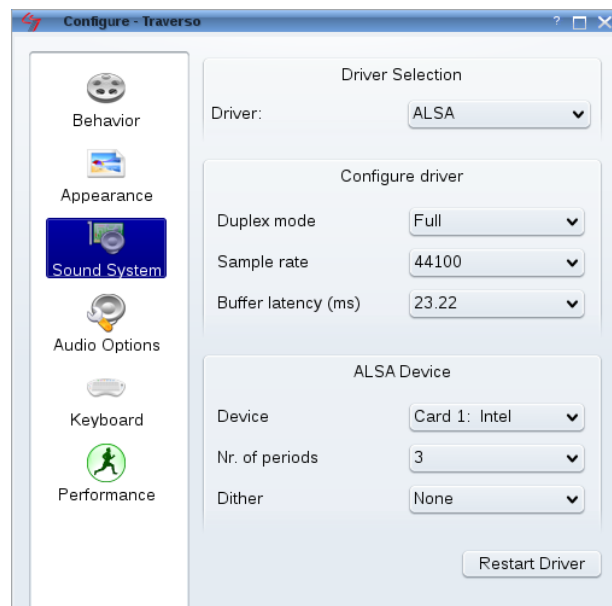 Configure - Traverso
Behavior
Appearance
Sound System
Audio Options
Keyboard
Performance
Driver Selection
Driver: ALSA
Configure driver
Duplex mode Full
Sample rate 44100
Buffer latency (ms) 23.22
ALSA Device
Device Card 1: Intel
Nr. of periods 3
Dither None
Restart Driver